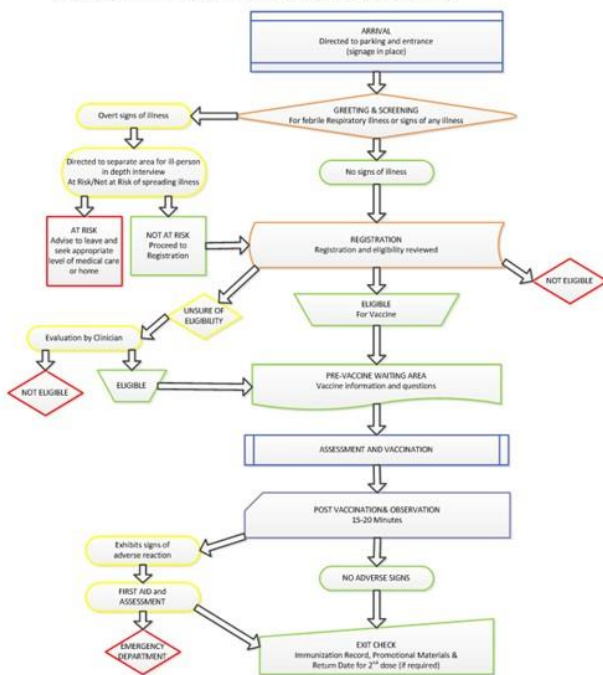 ARRIVAL
Directed to parking and entrance
(signage in place)
GREETING & SCREENING
For febrile Respiratory illness or signs of any illness
Overt signs of illness
Directed to separate area for ill-person
in depth interview
At Risk/Not at Risk of spreading illness
No signs of illness
AT RISK
Advise to leave and
seek appropriate
level of medical care
or home
NOT AT RISK
Proceed to
Registration
REGISTRATION
Registration and eligibility reviewed
NOT ELIGIBLE
UNSURE OF
ELIGIBILITY
ELIGIBLE
For Vaccine
Evaluation by Clinician
NOT ELIGIBLE
ELIGIBLE
PRE-VACCINE WAITING AREA
Vaccine information and questions
ASSESSMENT AND VACCINATION
POST VACCINATION& OBSERVATION
15-20 Minutes
Exhibits signs of
adverse reaction
NO ADVERSE SIGNS
FIRST AID and
ASSESSMENT
EMERGENCY
DEPARTMENT
EXIT CHECK
Immunization Record, Promotional Materials &
Return Date for 2nd dose (if required)